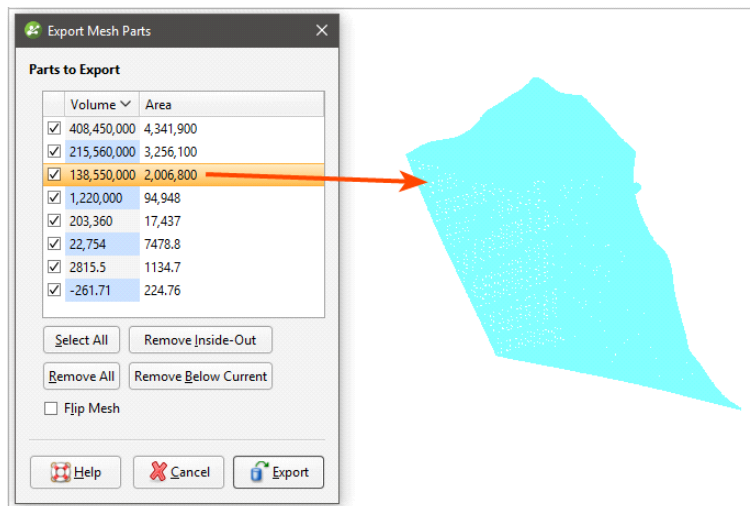 Export Mesh Parts
Parts to Export
Volume Area
408,450,000 4,341,900
215,560,000 3,256,100
138,550,000 2,006,800
1,220,000 94,948
203,360 17,437
22,754 7478.8
2815.5 1134.7
-261.71 224.76
Select All Remove Inside-Out
Remove All Remove Below Current
Flip Mesh
Help Cancel Export